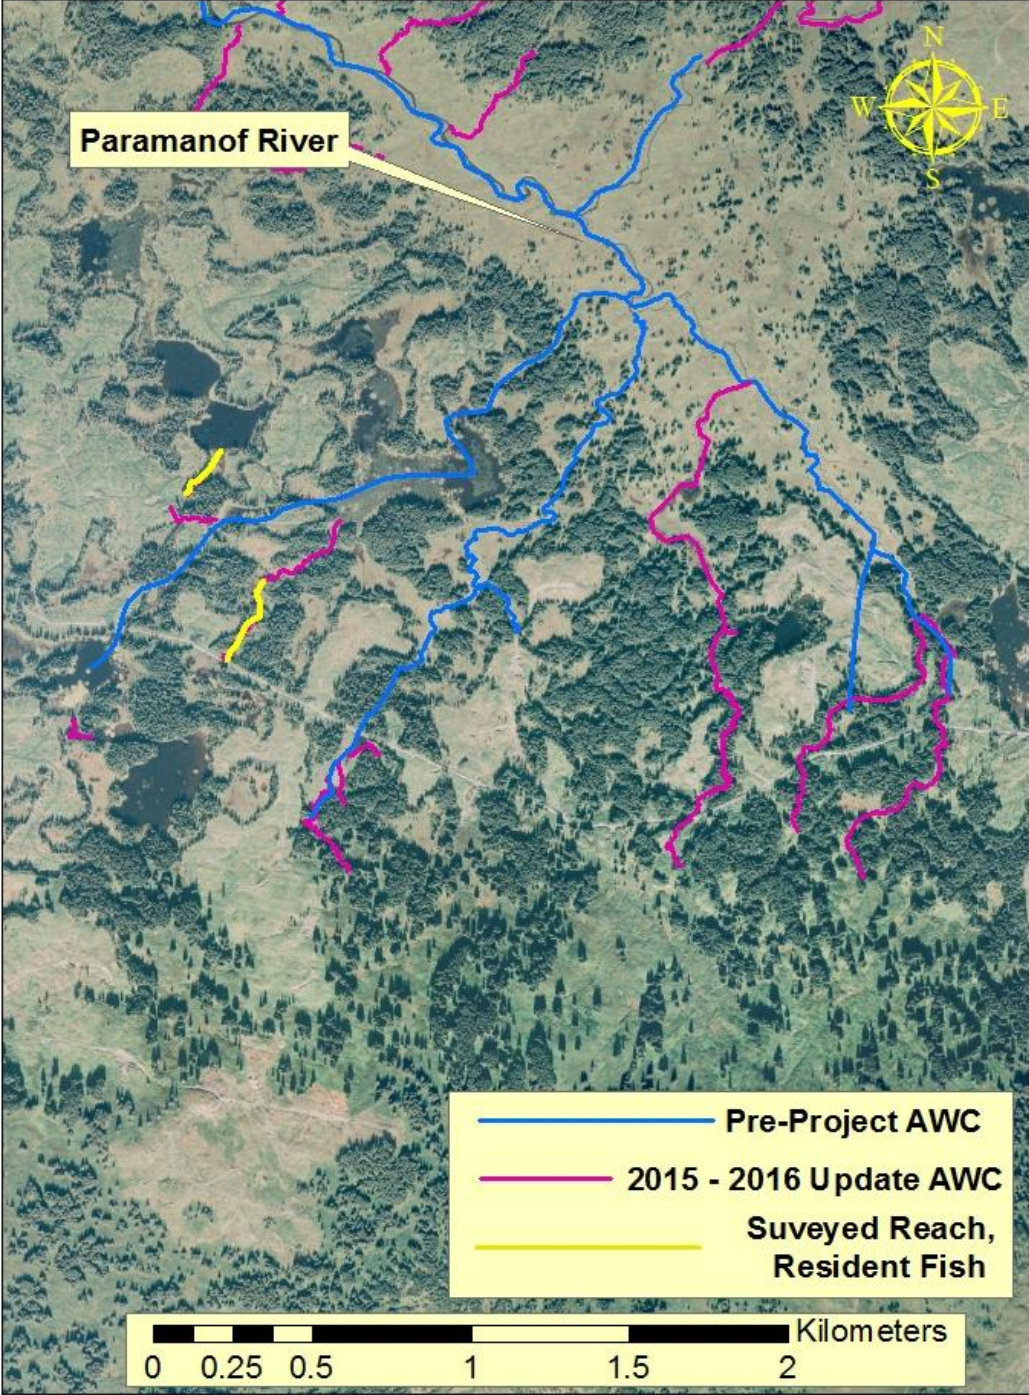 N
W E
S
Paramanof River
Pre-Project AWC
2015 - 2016 Update AWC
Suveyed Reach,
Resident Fish
Kilometers
0 0.25 0.5 1 1.5 2